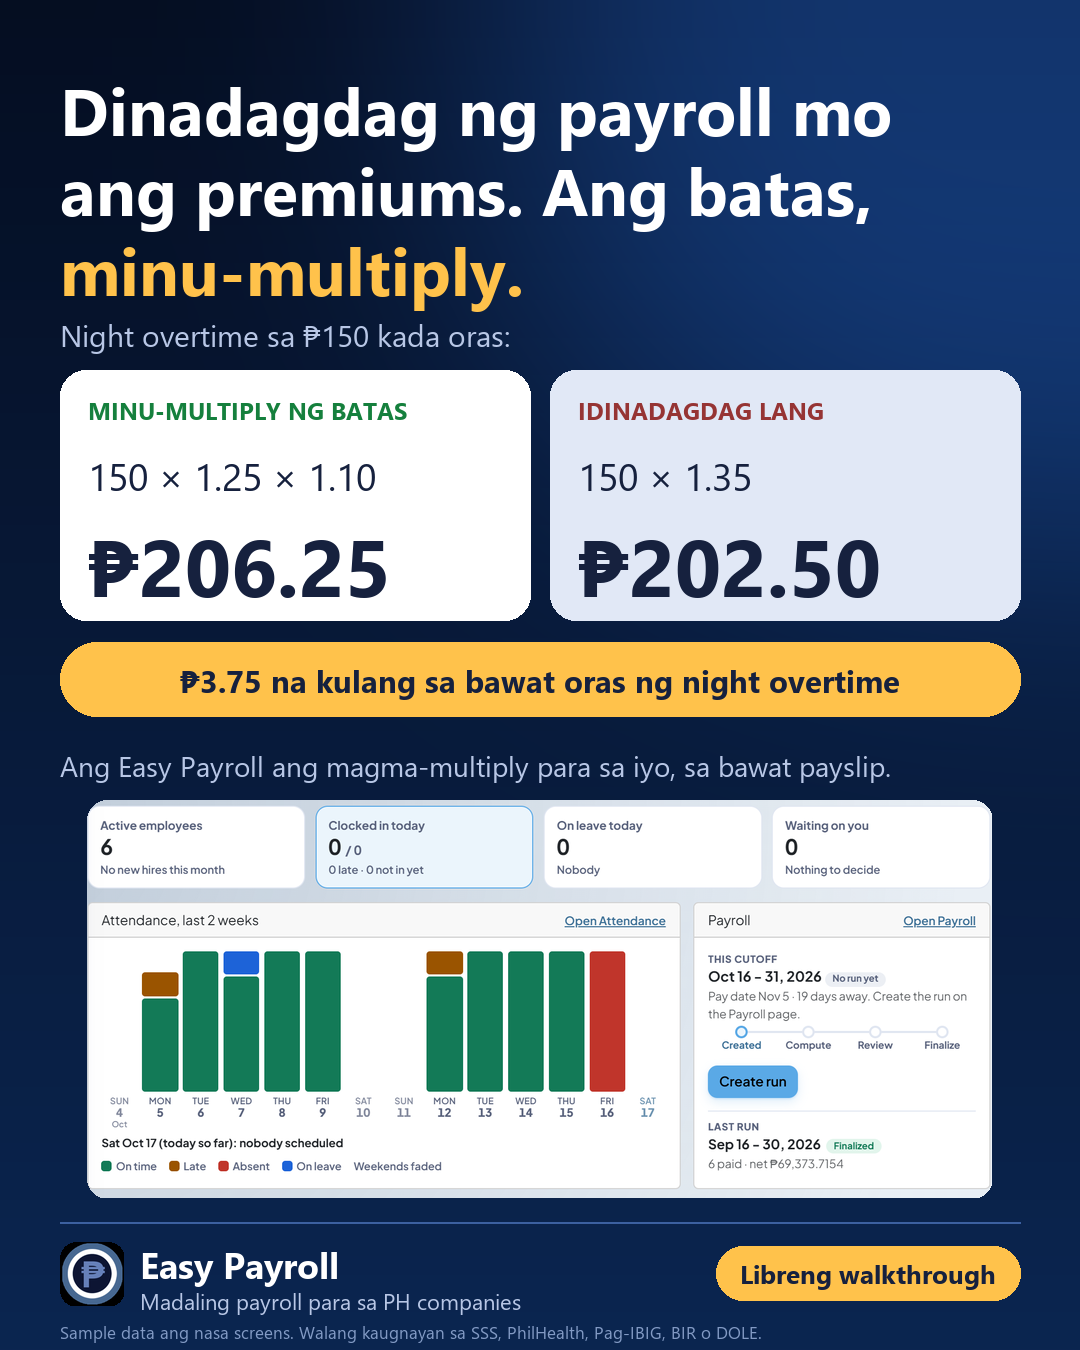 Dinadagdag ng payroll mo
ang premiums. Ang batas,
minu-multiply.
Night overtime sa ₱150 kada oras:
MINU-MULTIPLY NG BATAS
150 × 1.25 × 1.10
₱206.25
IDINADAGDAG LANG
150 × 1.35
₱202.50
₱3.75 na kulang sa bawat oras ng night overtime
Ang Easy Payroll ang magma-multiply para sa iyo, sa bawat payslip.
Active employees
6
No new hires this month
Clocked in today
0 / 0
0 late · 0 not in yet
On leave today
0
Nobody
Waiting on you
0
Nothing to decide
Attendance, last 2 weeks
Open Attendance
SUN MON TUE WED THU FRI SAT SUN MON TUE WED THU FRI SAT
4 5 6 7 8 9 10 11 12 13 14 15 16 17
Oct
Sat Oct 17 (today so far): nobody scheduled
On time Late Absent On leave Weekends faded
Payroll
Open Payroll
THIS CUTOFF
Oct 16 – 31, 2026 No run yet
Pay date Nov 5 · 19 days away. Create the run on
the Payroll page.
Created Compute Review Finalize
Create run
LAST RUN
Sep 16 – 30, 2026 Finalized
6 paid · net ₱69,373.7154
₱
Easy Payroll
Madaling payroll para sa PH companies
Libreng walkthrough
Sample data ang nasa screens. Walang kaugnayan sa SSS, PhilHealth, Pag-IBIG, BIR o DOLE.